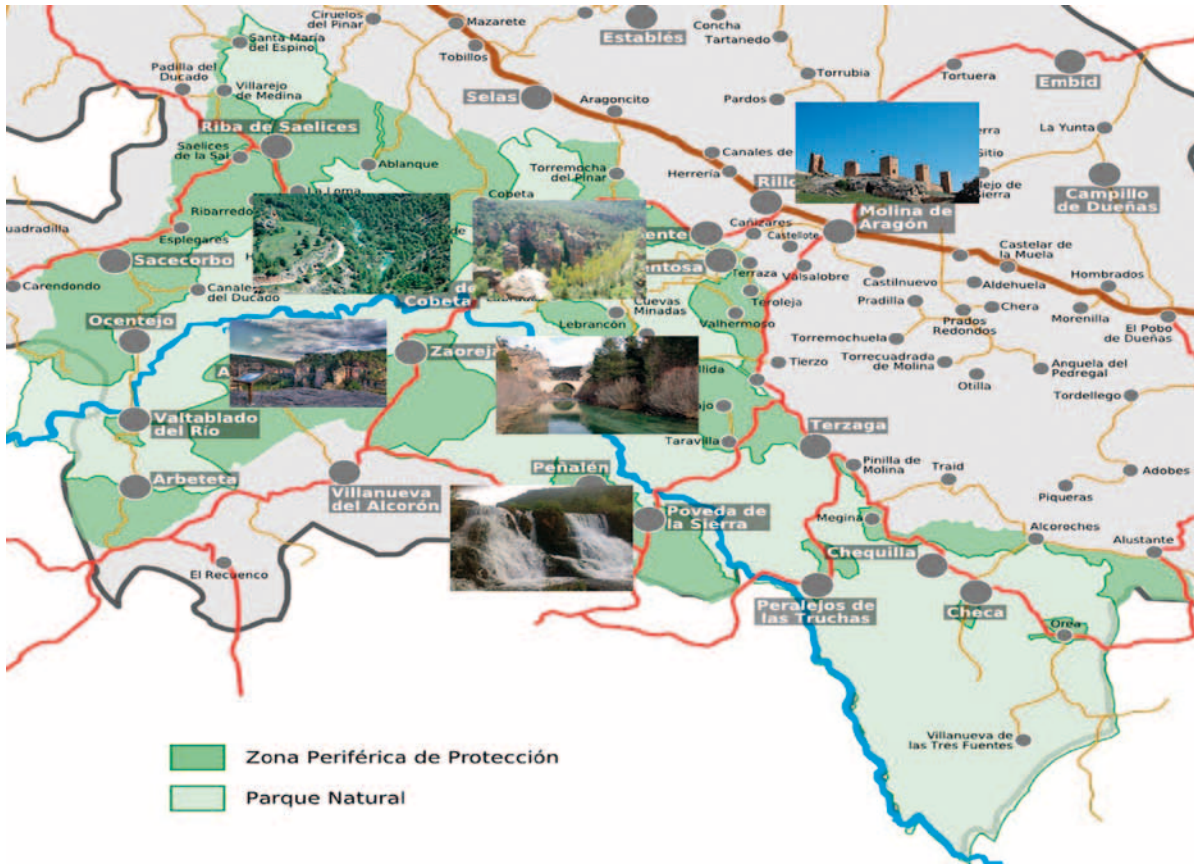 Ciruelos
del Pinar
Mazarete
Concha
Establés
Tartanedo
Santa María
del Espino
Tobillos
Padilla del
Ducado
Villarejo
de Medina
Torrubia
Tortuera
Embid
Selas
Aragoncito
Pardos
Riba de Saelices
La Yunta
Saelices
de la Sal
Ablanque
Canales de
Torremocha
del Pinar
Herrería
Campillo
de Dueñas
La Loma
Cobeta
Ribarredo
Molina de
Aragón
Cañizares
Castellote
Esplegares
Sacecorbo
Castelar de
la Muela
Terraza
Valsalobre
Carendondo
Canales
del Ducado
Castilnuevo
Aldehuela
Hombrados
Cobeta
Cuevas
Minadas
Teroleja
Pradilla
Chera
Ocentejo
Lebrancón
Valhermoso
Prados
Redondos
Morenilla
El Pobo
de Dueñas
Torremochuela
Zaoreja
Tierzo
Torrecuadrada
de Molina
Otilla
Anquela del
Pedregal
Tordellego
Valtablado
del Río
Taravilla
Terzaga
Peñalén
Pinilla de
Molina
Traid
Adobes
Arbeteta
Villanueva
del Alcorón
Piqueras
Poveda de
la Sierra
Megina
Alcoroches
Alustante
El Recuenco
Chequilla
Peralejos de
las Truchas
Checa
Orea
Villanueva de
las Tres Fuentes
Zona Periférica de Protección
Parque Natural